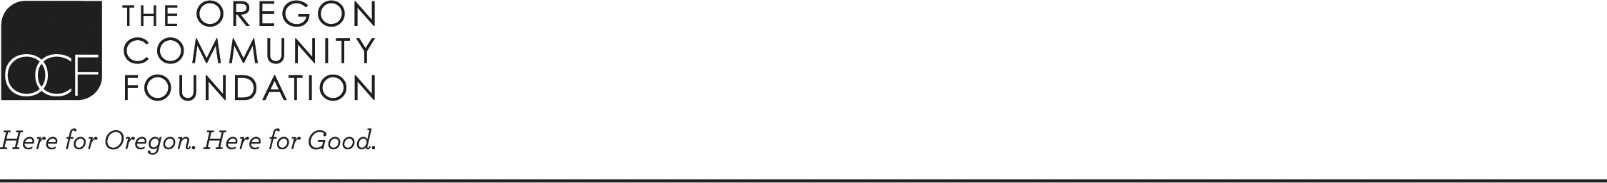 OCF
THE OREGON
COMMUNITY
FOUNDATION
Here for Oregon. Here for Good.